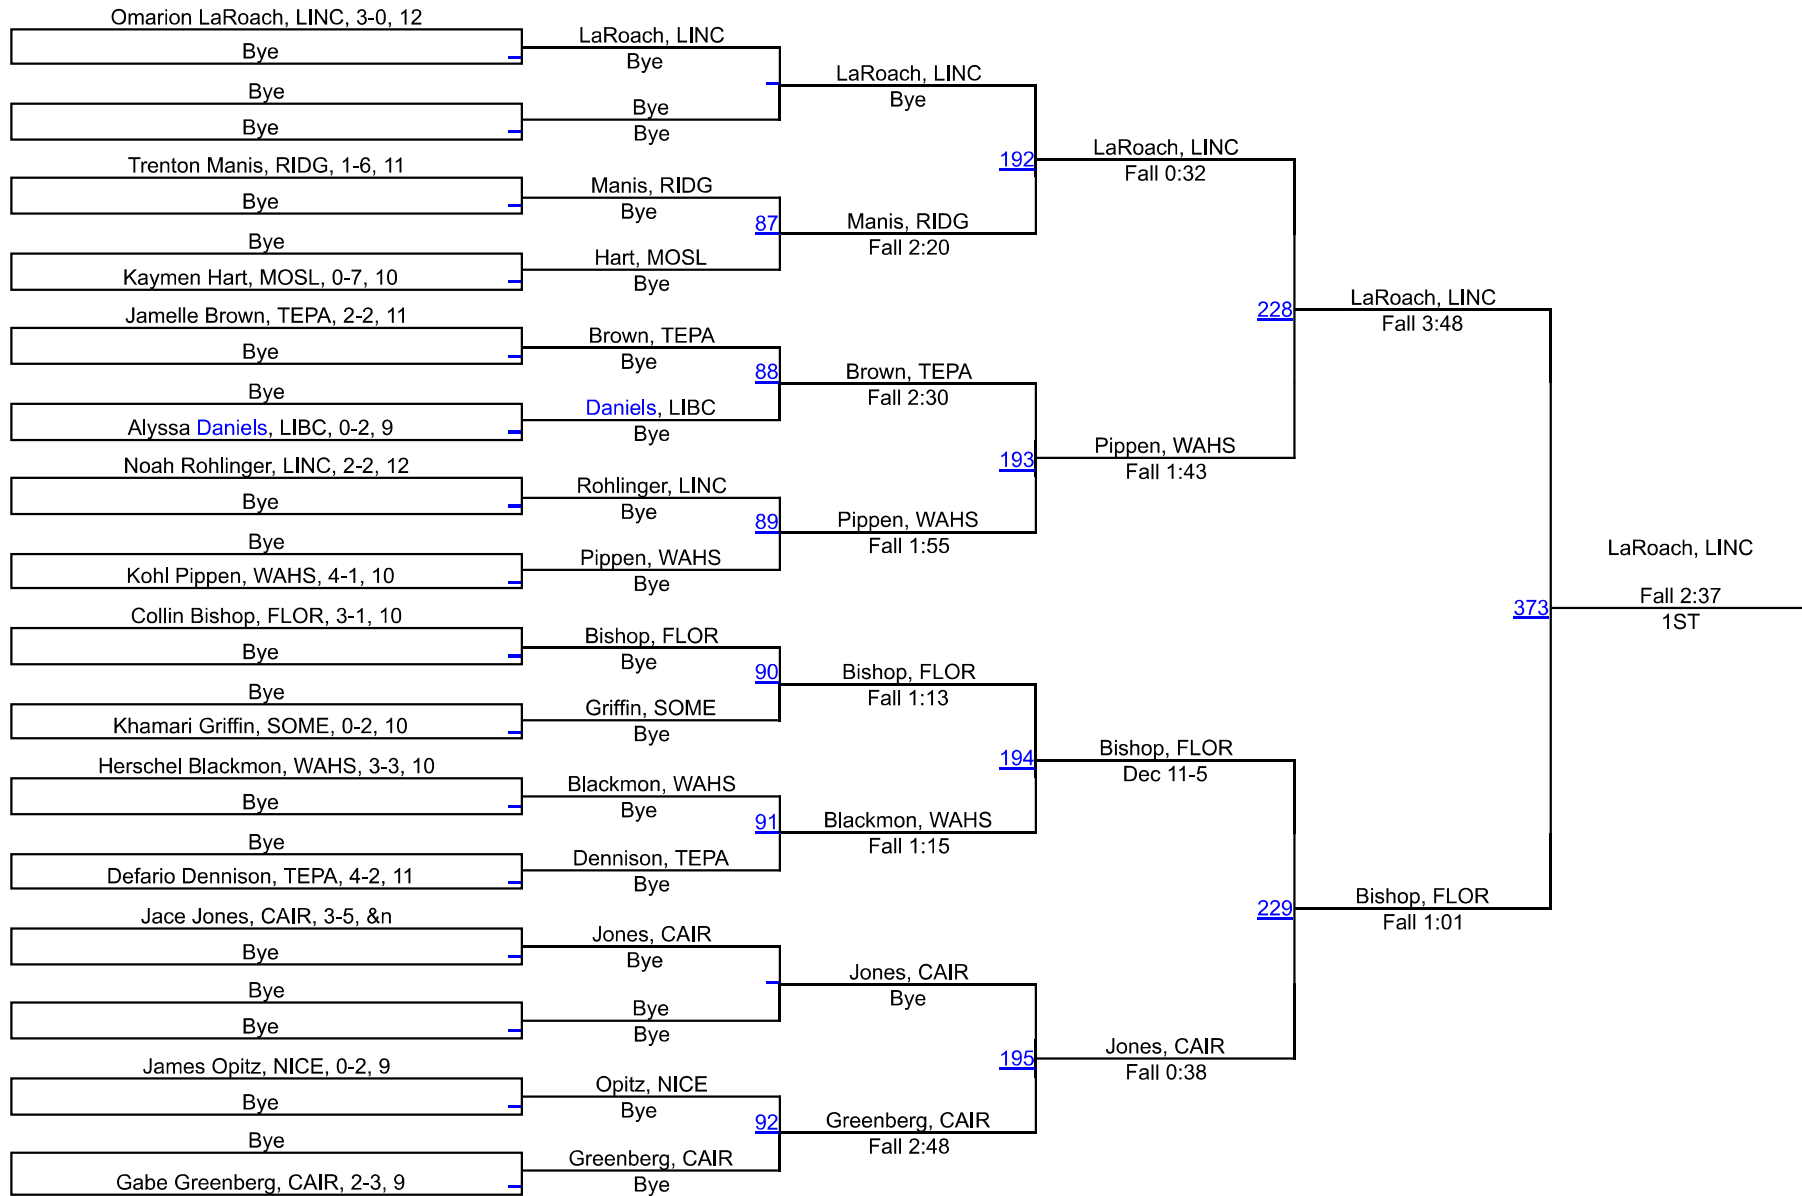 Omarion LaRoach, LINC, 3-0, 12
Bye
Bye
Bye
Trenton Manis, RIDG, 1-6, 11
Bye
Bye
Kaymen Hart, MOSL, 0-7, 10
Jamelle Brown, TEPA, 2-2, 11
Bye
Bye
Alyssa Daniels, LIBC, 0-2, 9
Noah Rohlinger, LINC, 2-2, 12
Bye
Bye
Kohl Pippen, WAHS, 4-1, 10
Collin Bishop, FLOR, 3-1, 10
Bye
Bye
Khamari Griffin, SOME, 0-2, 10
Herschel Blackmon, WAHS, 3-3, 10
Bye
Bye
Defario Dennison, TEPA, 4-2, 11
Jace Jones, CAIR, 3-5, &n
Bye
Bye
Bye
James Opitz, NICE, 0-2, 9
Bye
Bye
Gabe Greenberg, CAIR, 2-3, 9
LaRoach, LINC
Bye
Bye
Bye
Manis, RIDG
Bye
87
Hart, MOSL
Bye
Brown, TEPA
Bye
88
Daniels, LIBC
Bye
Rohlinger, LINC
Bye
89
Pippen, WAHS
Bye
Bishop, FLOR
Bye
90
Griffin, SOME
Bye
Blackmon, WAHS
Bye
91
Dennison, TEPA
Bye
Jones, CAIR
Bye
Bye
Bye
Opitz, NICE
Bye
92
Greenberg, CAIR
Bye
LaRoach, LINC
Bye
192
Manis, RIDG
Fall 2:20
Brown, TEPA
Fall 2:30
193
Pippen, WAHS
Fall 1:55
Bishop, FLOR
Fall 1:13
194
Blackmon, WAHS
Fall 1:15
Jones, CAIR
Bye
195
Greenberg, CAIR
Fall 2:48
LaRoach, LINC
Fall 0:32
228
Pippen, WAHS
Fall 1:43
Bishop, FLOR
Dec 11-5
229
Jones, CAIR
Fall 0:38
LaRoach, LINC
Fall 3:48
373
Bishop, FLOR
Fall 1:01
LaRoach, LINC
Fall 2:37
1ST